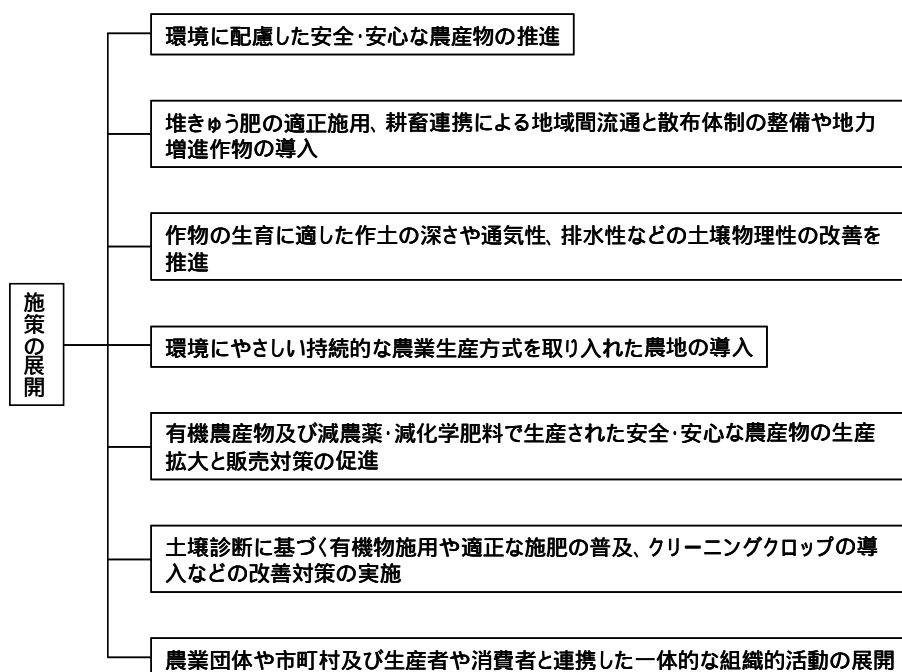 環境に配慮した安全·安心な農産物の推進
堆きゅう肥の適正施用、耕畜連携による地域間流通と散布体制の整備や地力
増進作物の導入
作物の生育に適した作土の深さや通気性、排水性などの土壌物理性の改善を
推進
施策の展開
環境にやさしい持続的な農業生産方式を取り入れた農地の導入
有機農産物及び減農薬·減化学肥料で生産された安全·安心な農産物の生産
拡大と販売対策の促進
土壌診断に基づく有機物施用や適正な施肥の普及、クリーニングクロップの導
入などの改善対策の実施
農業団体や市町村及び生産者や消費者と連携した一体的な組織的活動の展開